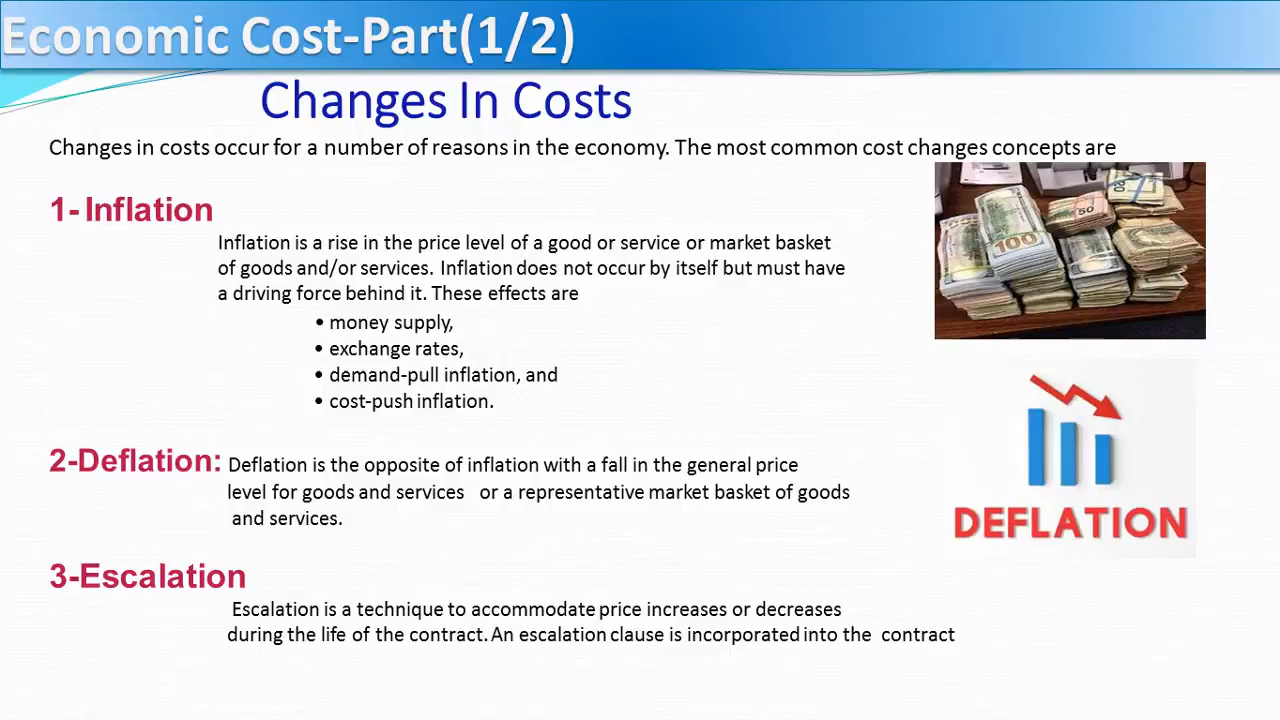 Economic Cost-Part(1/2)
Changes In Costs
Changes in costs occur for a number of reasons in the economy. The most common cost changes concepts are
1- Inflation
Inflation is a rise in the price level of a good or service or market basket
of goods and/or services. Inflation does not occur by itself but must have
a driving force behind it. These effects are
• money supply,
• exchange rates,
• demand-pull inflation, and
• cost-push inflation.
100
50
2-Deflation: Deflation is the opposite of inflation with a fall in the general price
level for goods and services or a representative market basket of goods
and services.
DEFLATION
3-Escalation
Escalation is a technique to accommodate price increases or decreases
during the life of the contract. An escalation clause is incorporated into the contract